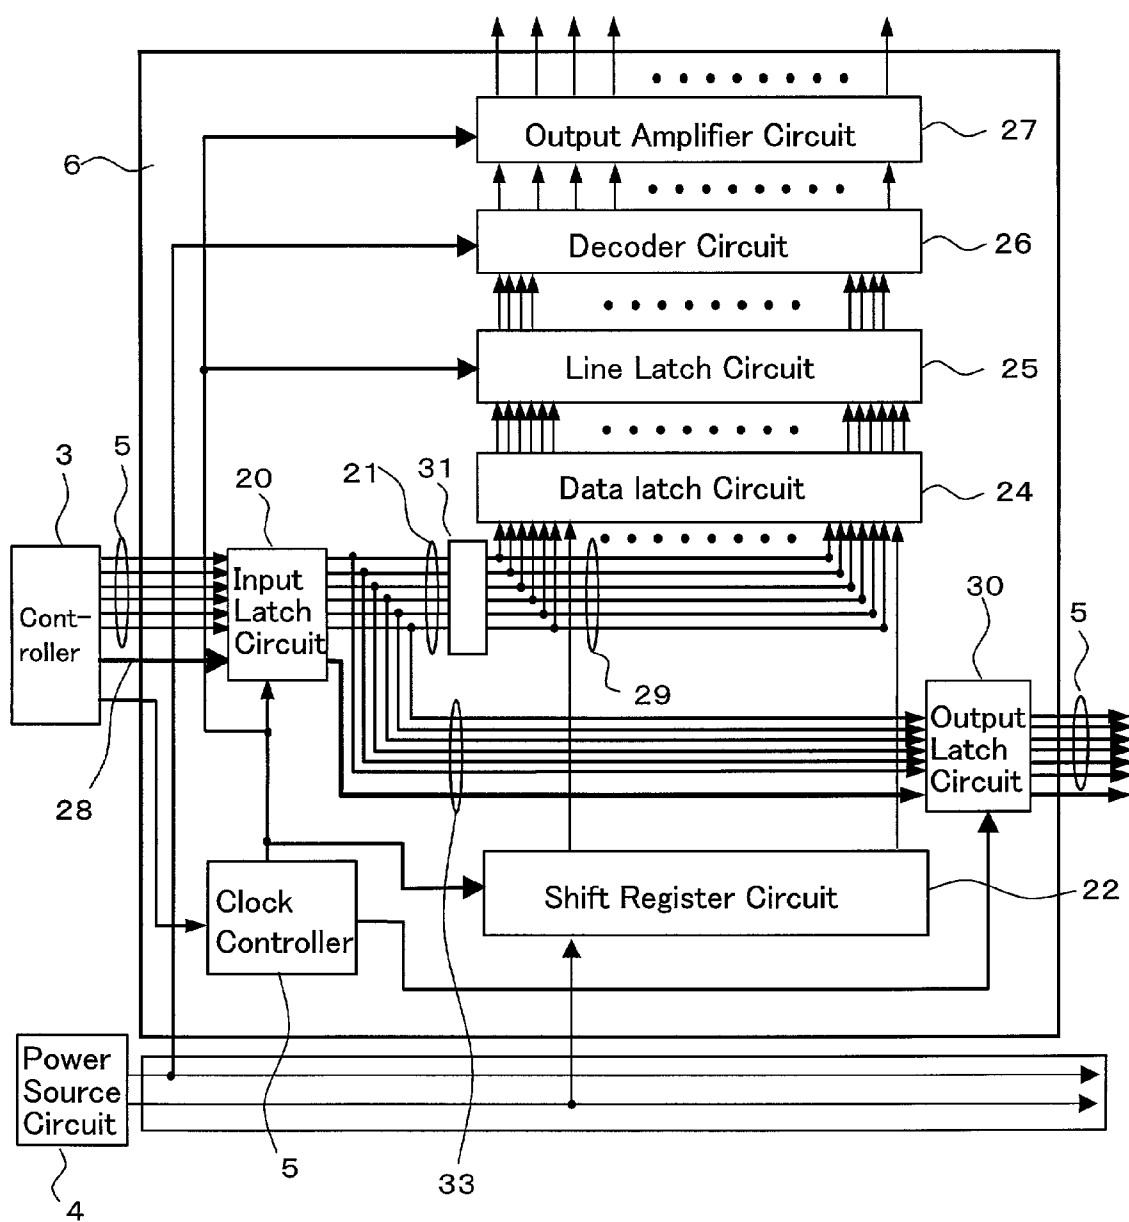 Output Amplifier Circuit
27
6
Decoder Circuit
26
Line Latch Circuit
25
3
5
20
21
31
Data latch Circuit
24
Cont-
roller
Input
Latch
Circuit
30
5
28
29
Output
Latch
Circuit
Clock
Controller
Shift Register Circuit
22
Power
Source
Circuit
5
33
4